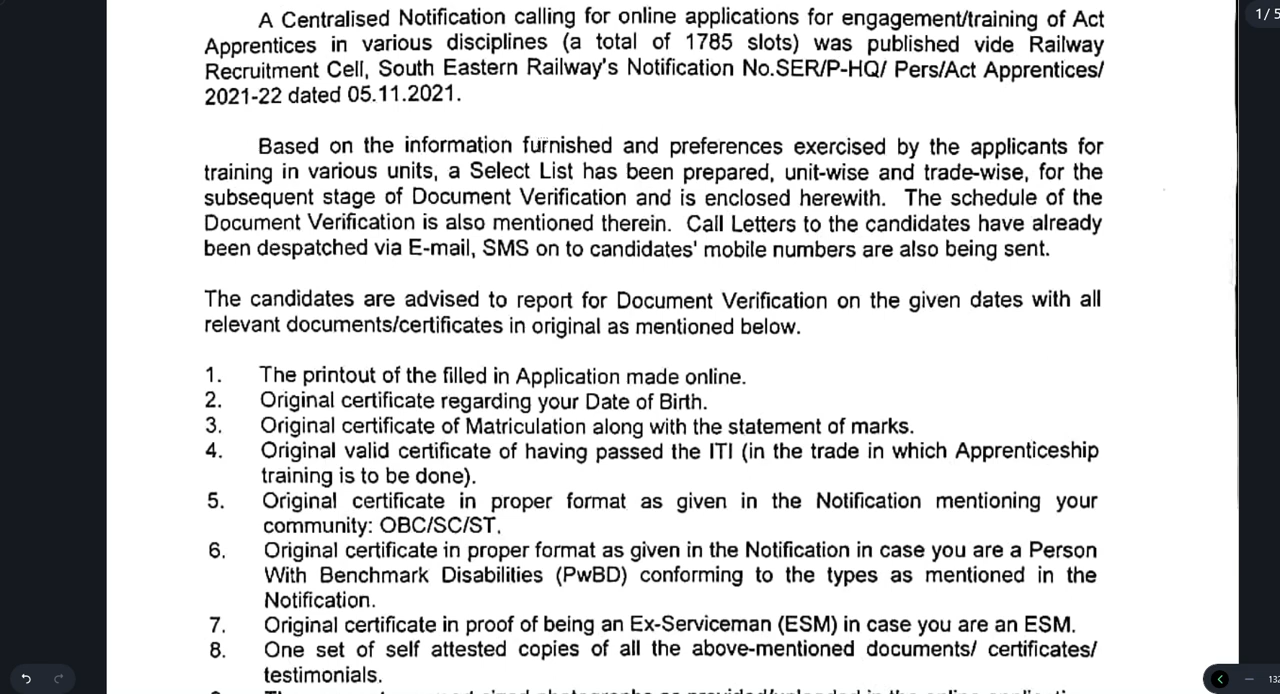 A Centralised Notification calling for online applications for engagement/training of Act
Apprentices in various disciplines (a total of 1785 slots) was published vide Railway
Recruitment Cell, South Eastern Railway's Notification No.SER/P-HQ/ Pers/Act Apprentices/
2021-22 dated 05.11.2021.
Based on the information furnished and preferences exercised by the applicants for
training in various units, a Select List has been prepared, unit-wise and trade-wise, for the
subsequent stage of Document Verification and is enclosed herewith. The schedule of the
Document Verification is also mentioned therein. Call Letters to the candidates have already
been despatched via E-mail, SMS on to candidates' mobile numbers are also being sent.
The candidates are advised to report for Document Verification on the given dates with all
relevant documents/certificates in original as mentioned below.
1. The printout of the filled in Application made online.
2. Original certificate regarding your Date of Birth.
3. Original certificate of Matriculation along with the statement of marks.
4. Original valid certificate of having passed the ITI (in the trade in which Apprenticeship
training is to be done).
5. Original certificate in proper format as given in the Notification mentioning your
community: OBC/SC/ST.
6. Original certificate in proper format as given in the Notification in case you are a Person
With Benchmark Disabilities (PwBD) conforming to the types as mentioned in the
Notification.
7. Original certificate in proof of being an Ex-Serviceman (ESM) in case you are an ESM.
8. One set of self attested copies of all the above-mentioned documents/ certificates/
testimonials.
1/5